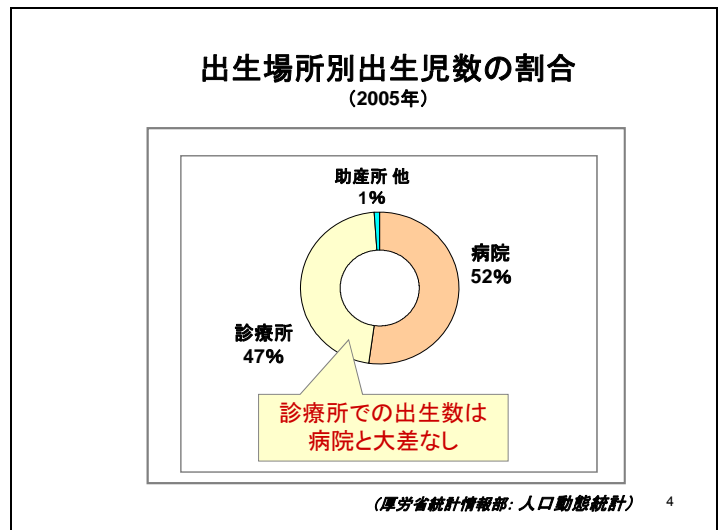 出生場所別出生児数の割合
（2005年）
助産所 他
1%
病院
52%
診療所
47%
診療所での出生数は
病院と大差なし
（厚労省統計情報部: 人口動態統計）
4